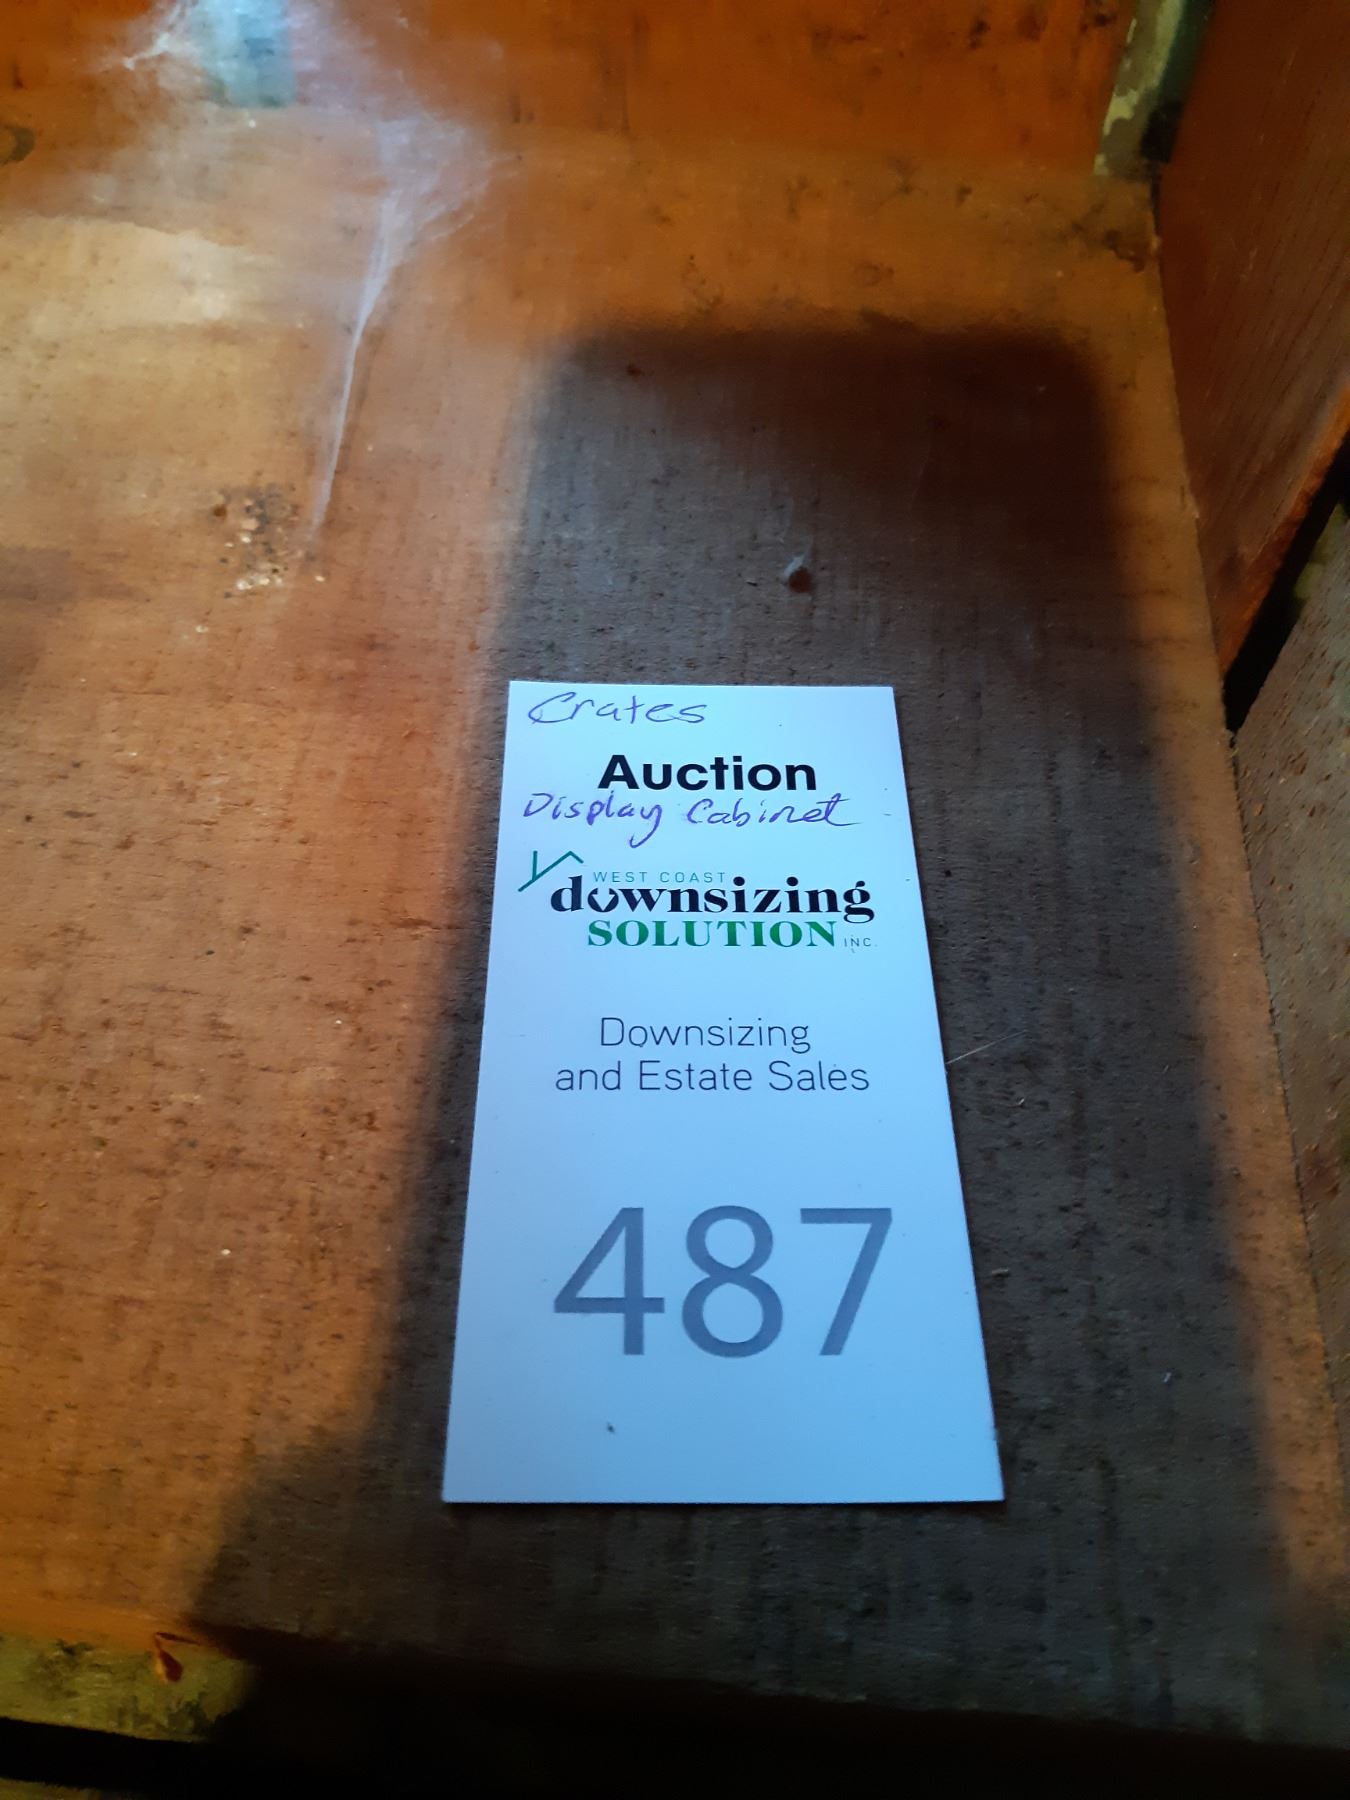 Crates
Auction
Display Cabinet
WEST COAST
downsizing
SOLUTION INC.
Downsizing
and Estate Sales
487